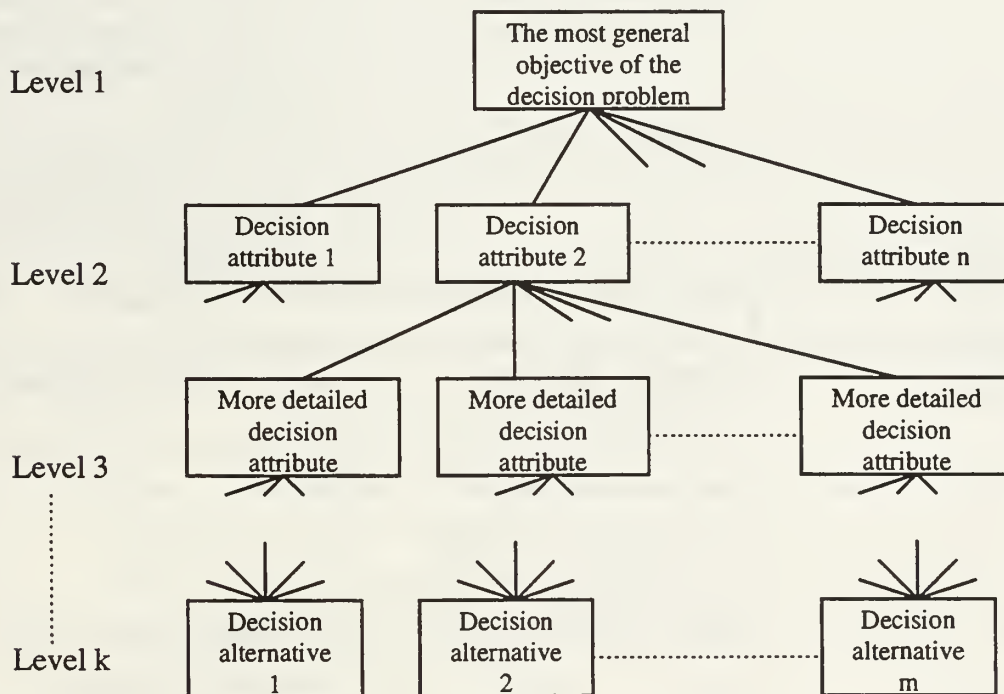 The most general
objective of the
decision problem
Level 1
Decision
attribute 1
Decision
attribute 2
Decision
attribute n
Level 2
More detailed
decision
attribute
More detailed
decision
attribute
More detailed
decision
attribute
Level 3
Decision
alternative
1
Decision
alternative
2
Decision
alternative
m
Level k